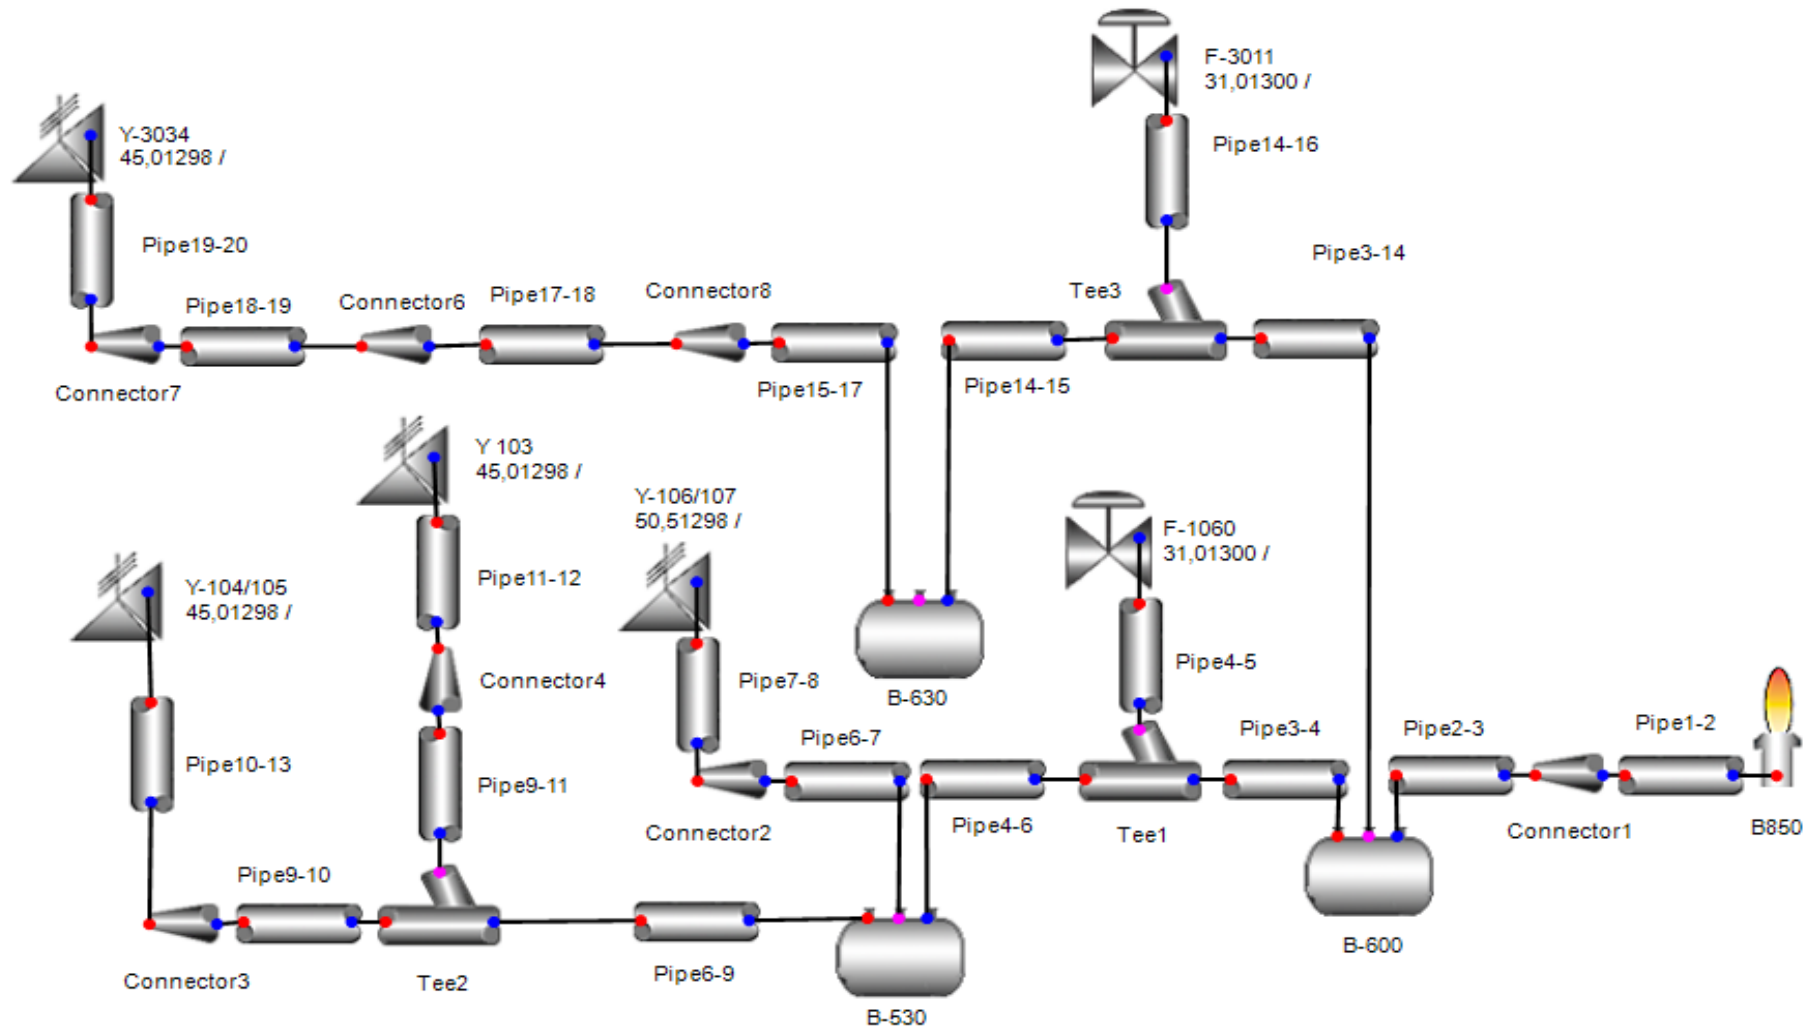 F-3011
31,01300 /
Y-3034
45,01298 /
Pipe14-16
Pipe19-20
Pipe3-14
Pipe18-19
Connector6
Pipe17-18
Connector8
Tee3
Connector7
Pipe15-17
Pipe14-15
Y 103
45,01298 /
Y-106/107
50,51298 /
F-1060
31,01300 /
Y-104/105
45,01298 /
Pipe11-12
Pipe4-5
Connector4
Pipe7-8
B-630
Pipe10-13
Pipe9-11
Pipe6-7
Pipe3-4
Pipe2-3
Pipe1-2
Connector2
Pipe4-6
Tee1
Connector1
B850
Pipe9-10
B-600
Connector3
Tee2
Pipe6-9
B-530